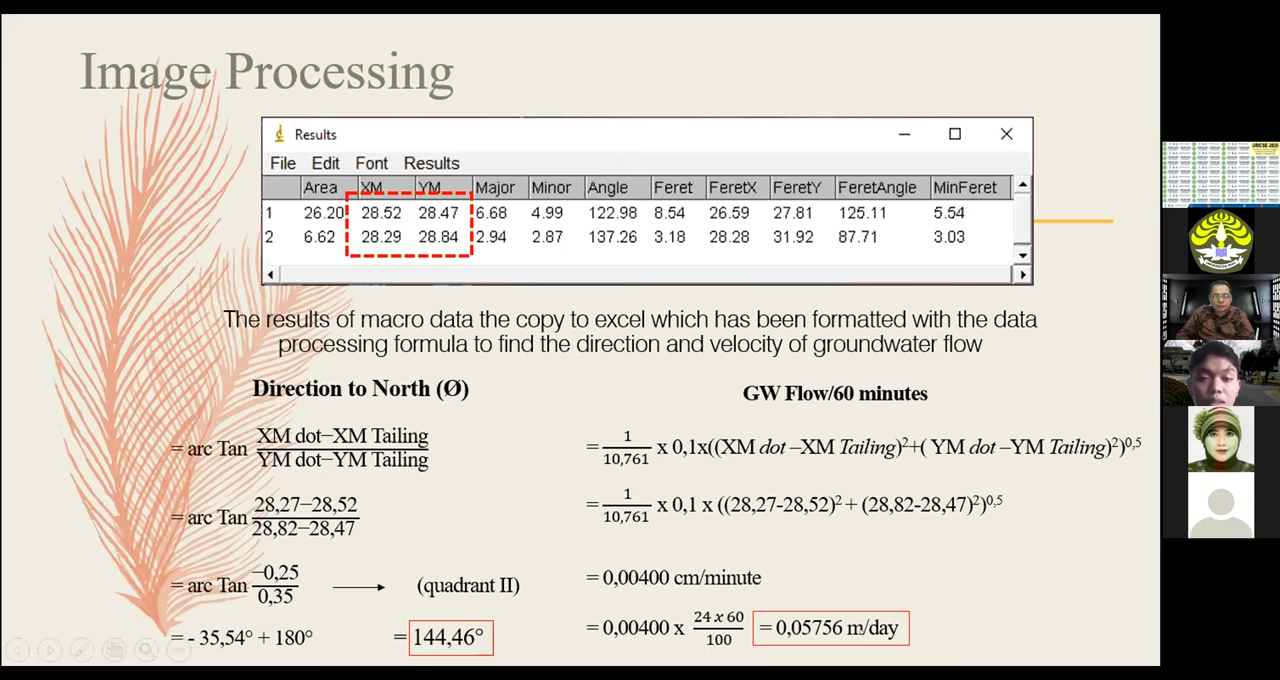 Image Processing
Results
File Edit Font Results
Area XM YM Major Minor Angle Feret FeretX FeretY FeretAngle MinFeret
1 26.20 28.52 28.47 6.68 4.99 122.98 8.54 26.59 27.81 125.11 5.54
2 6.62 28.29 28.84 2.94 2.87 137.26 3.18 28.28 31.92 87.71 3.03
The results of macro data the copy to excel which has been formatted with the data
processing formula to find the direction and velocity of groundwater flow
Direction to North (Ø)
= arc Tan XM dot−XM Tailing
YM dot−YM Tailing
= arc Tan 28,27−28,52
28,82−28,47
= arc Tan −0,25
0,35
(quadrant II)
= - 35,54° + 180°
= 144,46°
GW Flow/60 minutes
= 1
10,761
x 0,1x((XM dot –XM Tailing)²+( YM dot –YM Tailing)²)⁰,⁵
= 1
10,761
x 0,1 x ((28,27-28,52)² + (28,82-28,47)²)⁰,⁵
= 0,00400 cm/minute
= 0,00400 x 24 x 60
100
= 0,05756 m/day